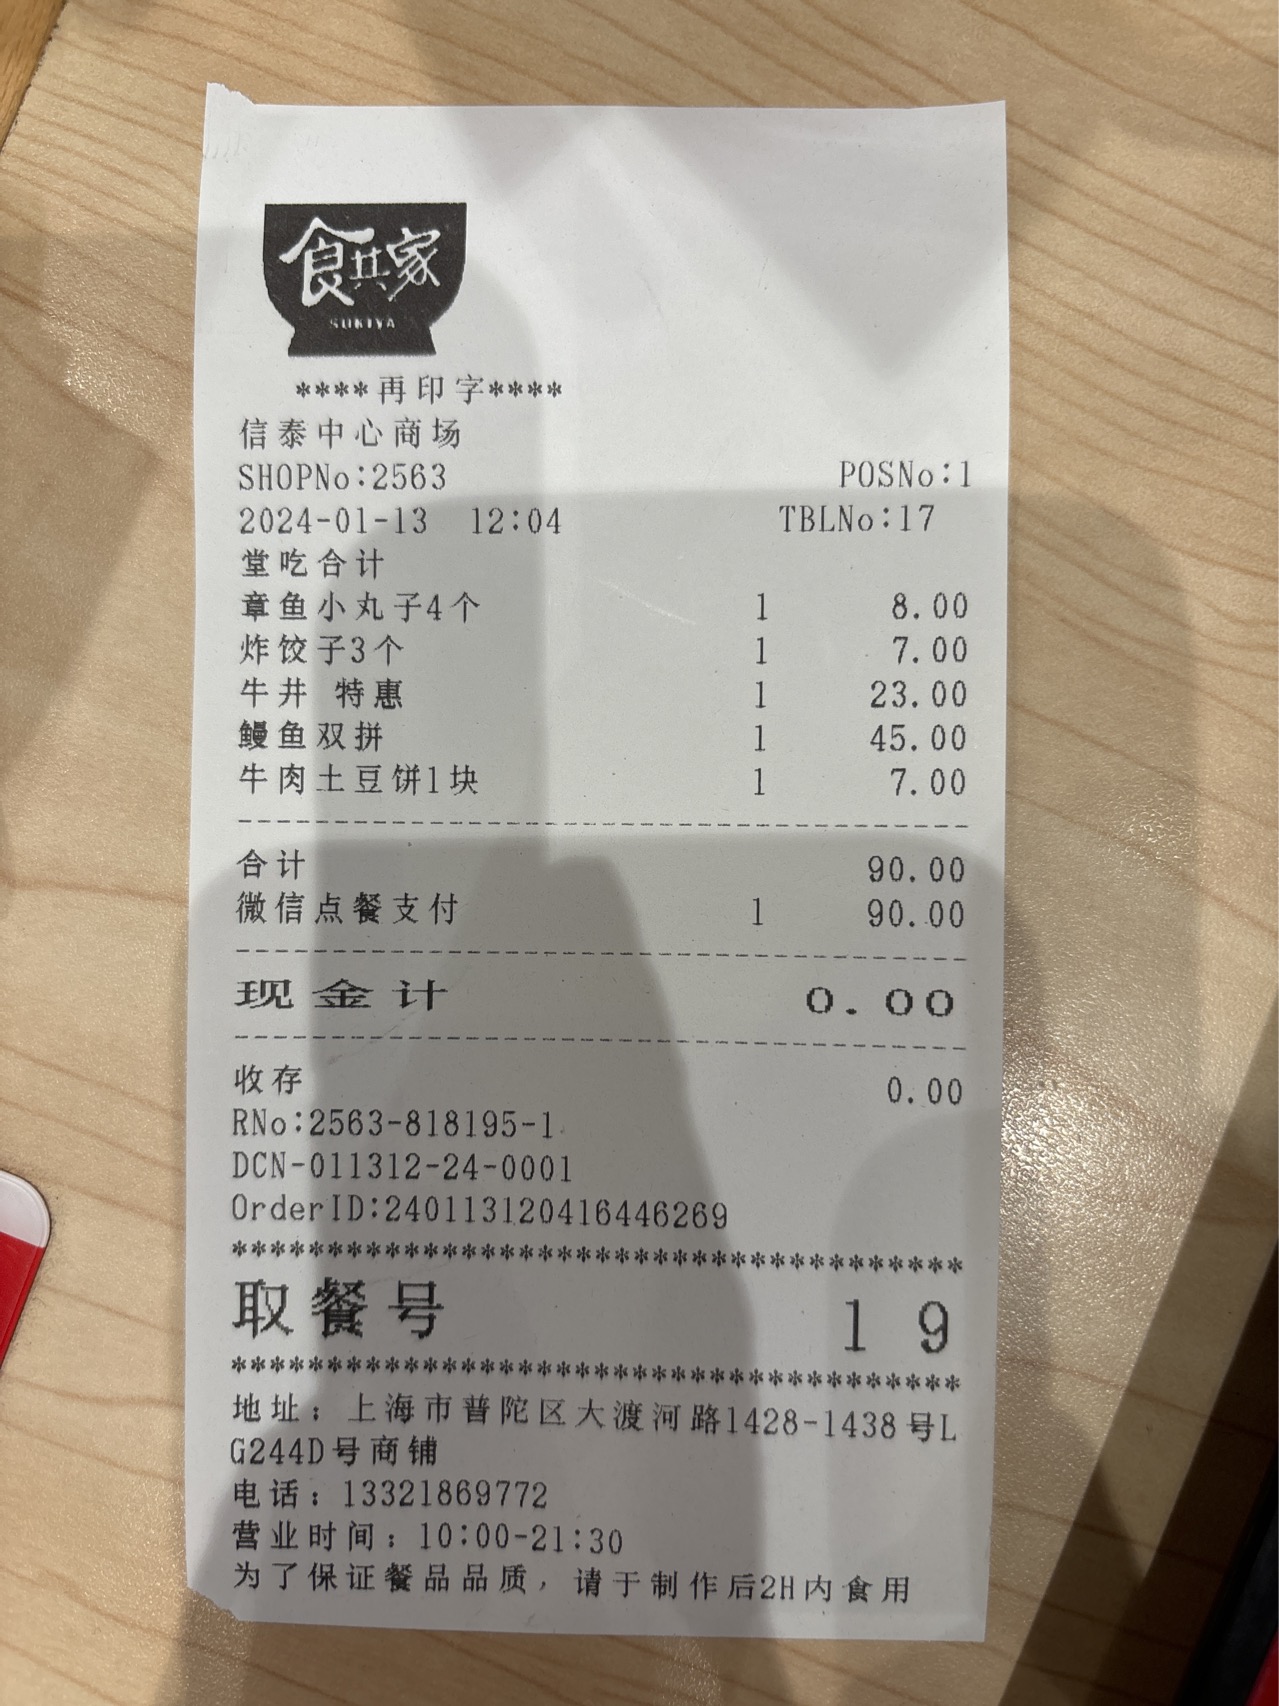 食其家
SUKIYA
****再印字****
信泰中心商场
SHOPNo:2563 POSNo:1
2024-01-13 12:04 TBLNo:17
堂吃合计
章鱼小丸子4个 1 8.00
炸饺子3个 1 7.00
牛井 特惠 1 23.00
鳗鱼双拼 1 45.00
牛肉土豆饼1块 1 7.00
合计 90.00
微信点餐支付 1 90.00
现金计 0.00
收存 0.00
RNo:2563-818195-1
DCN-011312-24-0001
OrderID:240113120416446269
**************************************
取餐号 19
**************************************
地址：上海市普陀区大渡河路1428-1438号L
G244D号商铺
电话：13321869772
营业时间：10:00-21:30
为了保证餐品品质，请于制作后2H内食用